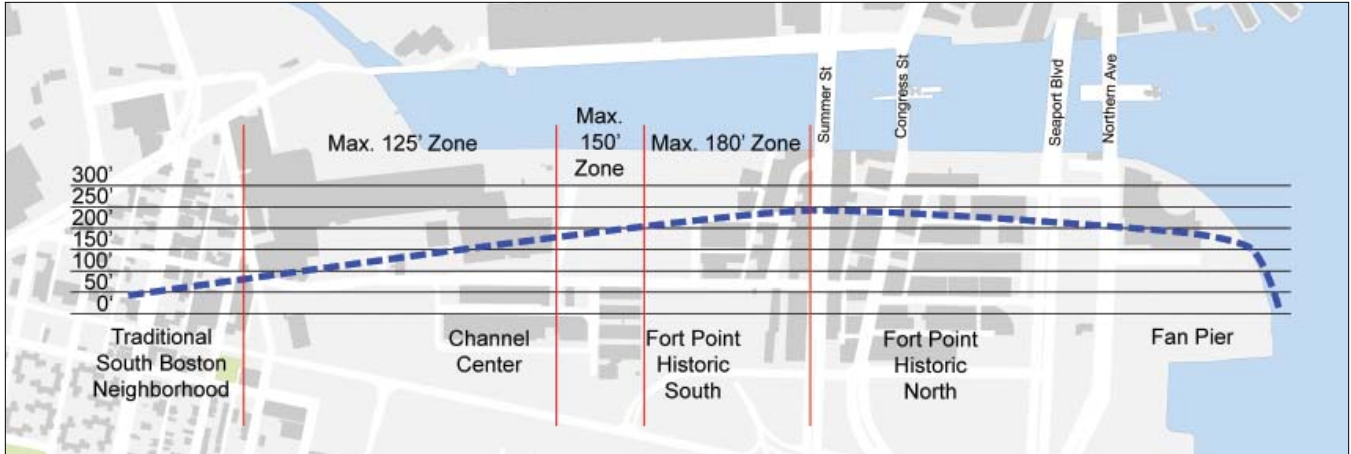 Summer St
Congress St
Seaport Blvd
Northern Ave
Max. 125' Zone
Max.
150'
Zone
Max. 180' Zone
300'
250'
200'
150'
100'
50'
0'
Traditional
South Boston
Neighborhood
Channel
Center
Fort Point
Historic
South
Fort Point
Historic
North
Fan Pier